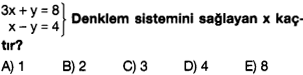 3x + y = 8
x − y = 4 } Denklem sistemini sağlayan x kaç-
tır?
A) 1 B) 2 C) 3 D) 4 E) 8